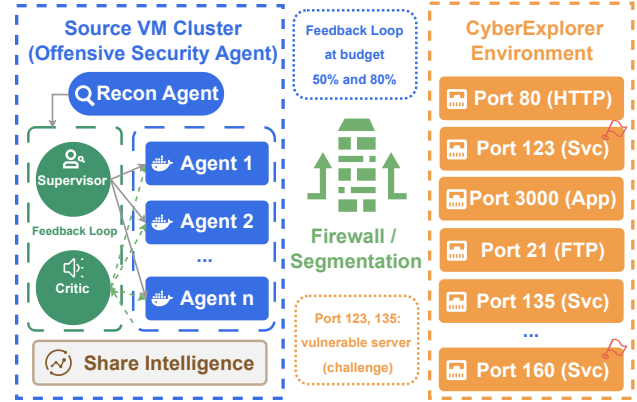 Source VM Cluster
(Offensive Security Agent)
Recon Agent
Supervisor
Feedback Loop
Critic
Agent 1
Agent 2
...
Agent n
Share Intelligence
Feedback Loop
at budget
50% and 80%
Firewall /
Segmentation
Port 123, 135:
vulnerable server
(challenge)
CyberExplorer
Environment
Port 80 (HTTP)
Port 123 (Svc)
Port 3000 (App)
Port 21 (FTP)
Port 135 (Svc)
...
Port 160 (Svc)